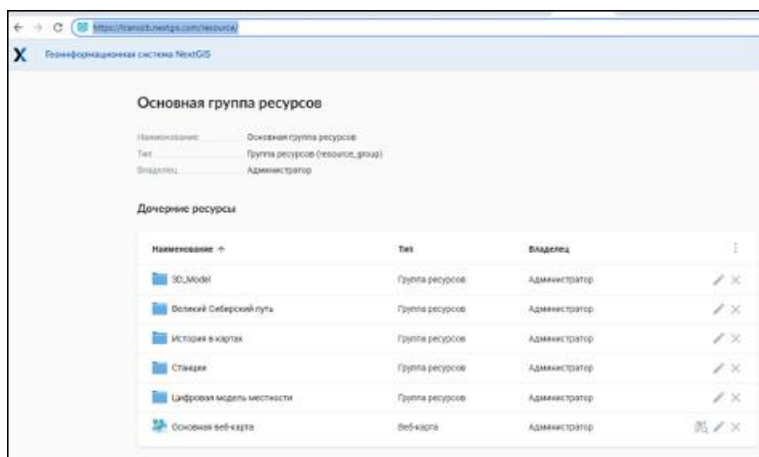 https://transsib.nextgis.com/resource/
Геоинформационная система NextGIS
Основная группа ресурсов
Наименование Основная группа ресурсов
Тип Группа ресурсов (resource_group)
Владелец Администратор
Дочерние ресурсы
Наименование Тип Владелец
3D_Model Группа ресурсов Администратор
Великий Сибирский путь Группа ресурсов Администратор
История в картах Группа ресурсов Администратор
Станции Группа ресурсов Администратор
Цифровая модель местности Группа ресурсов Администратор
Основная веб-карта Веб-карта Администратор